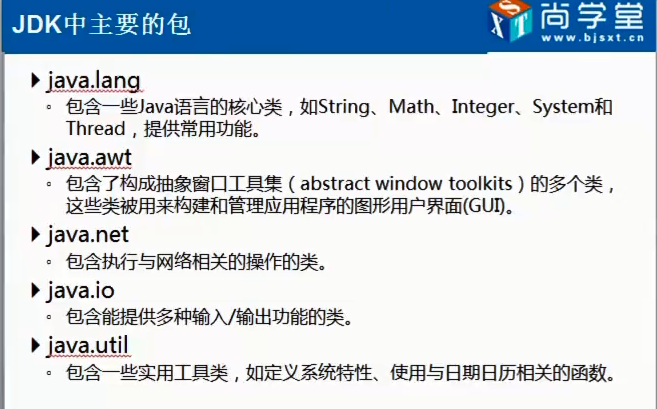 JDK中主要的包
SXT
尚学堂
www.bjsxt.cn
java.lang
包含一些Java语言的核心类，如String、Math、Integer、System和
Thread，提供常用功能。
java.awt
包含了构成抽象窗口工具集（abstract window toolkits）的多个类，
这些类被用来构建和管理应用程序的图形用户界面(GUI)。
java.net
包含执行与网络相关的操作的类。
java.io
包含能提供多种输入/输出功能的类。
java.util
包含一些实用工具类，如定义系统特性、使用与日期日历相关的函数。